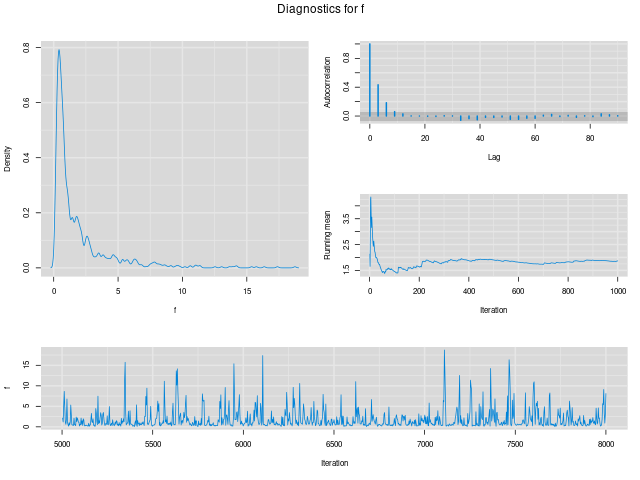 Diagnostics for f
0.8
0.6
0.4
0.2
0.0
Density
0 5 10 15
f
0.8
0.4
0.0
Autocorrelation
0 20 40 60 80
Lag
3.5
2.5
1.5
Running mean
0 200 400 600 800 1000
Iteration
15
10
5
0
f
5000 5500 6000 6500 7000 7500 8000
Iteration